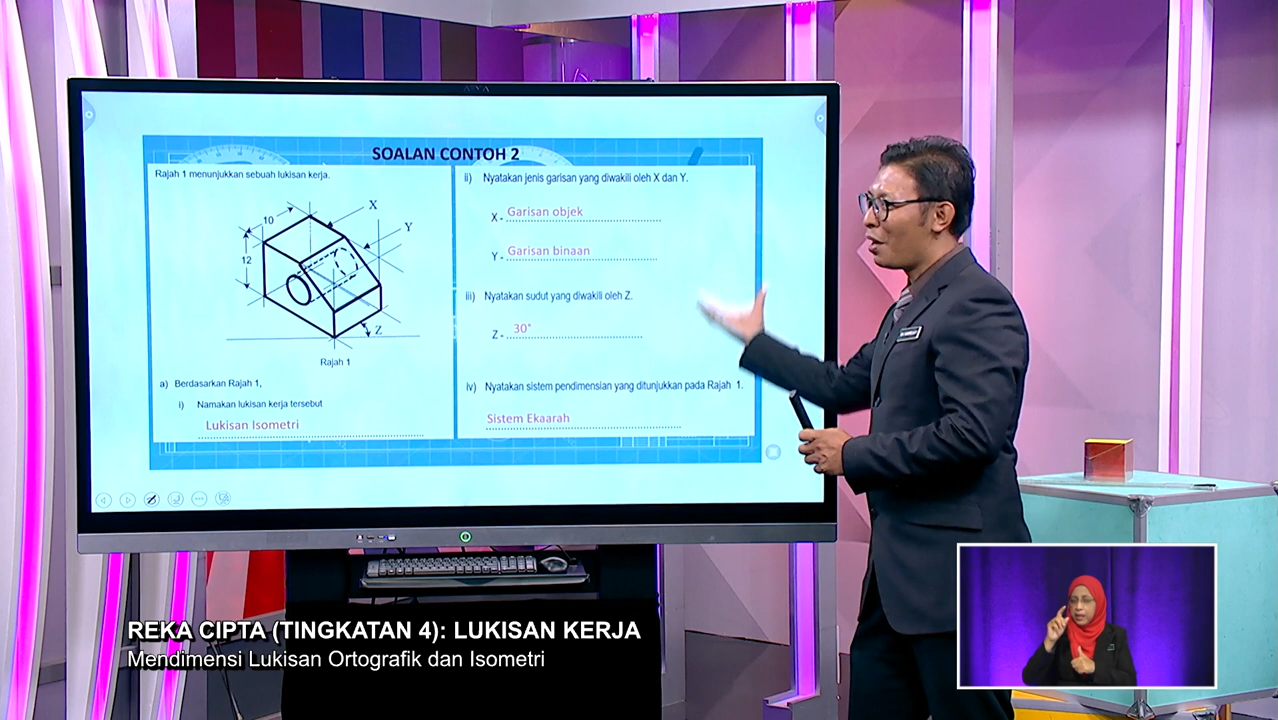 SOALAN CONTOH 2
Rajah 1 menunjukkan sebuah lukisan kerja.
10
X
Y
12
Z
Rajah 1
a) Berdasarkan Rajah 1,
i) Namakan lukisan kerja tersebut
Lukisan Isometri
ii) Nyatakan jenis garisan yang diwakili oleh X dan Y.
X - Garisan objek
Y - Garisan binaan
iii) Nyatakan sudut yang diwakili oleh Z.
Z - 30°
iv) Nyatakan sistem pendimensian yang ditunjukkan pada Rajah 1.
Sistem Ekaarah
REKA CIPTA (TINGKATAN 4): LUKISAN KERJA
Mendimensi Lukisan Ortografik dan Isometri